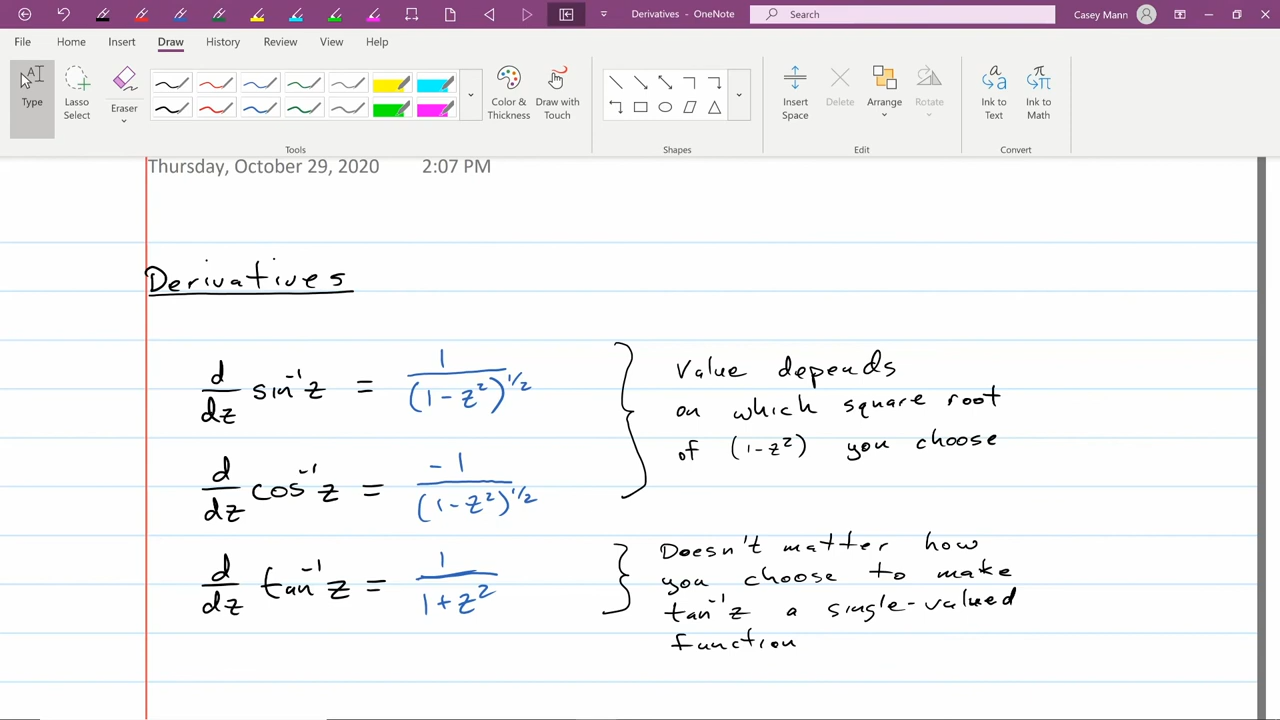 Derivatives - OneNote
Search
Casey Mann
File Home Insert Draw History Review View Help
Type
Lasso Select
Eraser
Color & Thickness
Draw with Touch
Insert Space
Delete
Arrange
Rotate
Ink to Text
Ink to Math
Tools
Shapes
Edit
Convert
Thursday, October 29, 2020 2:07 PM
Derivatives
d/dz sin⁻¹z = 1/(1-z²)^1/2
Value depends
on which square root
of (1-z²) you choose
d/dz cos⁻¹z = -1/(1-z²)^1/2
d/dz tan⁻¹z = 1/1+z²
Doesn't matter how
you choose to make
tan⁻¹z a single-valued
function